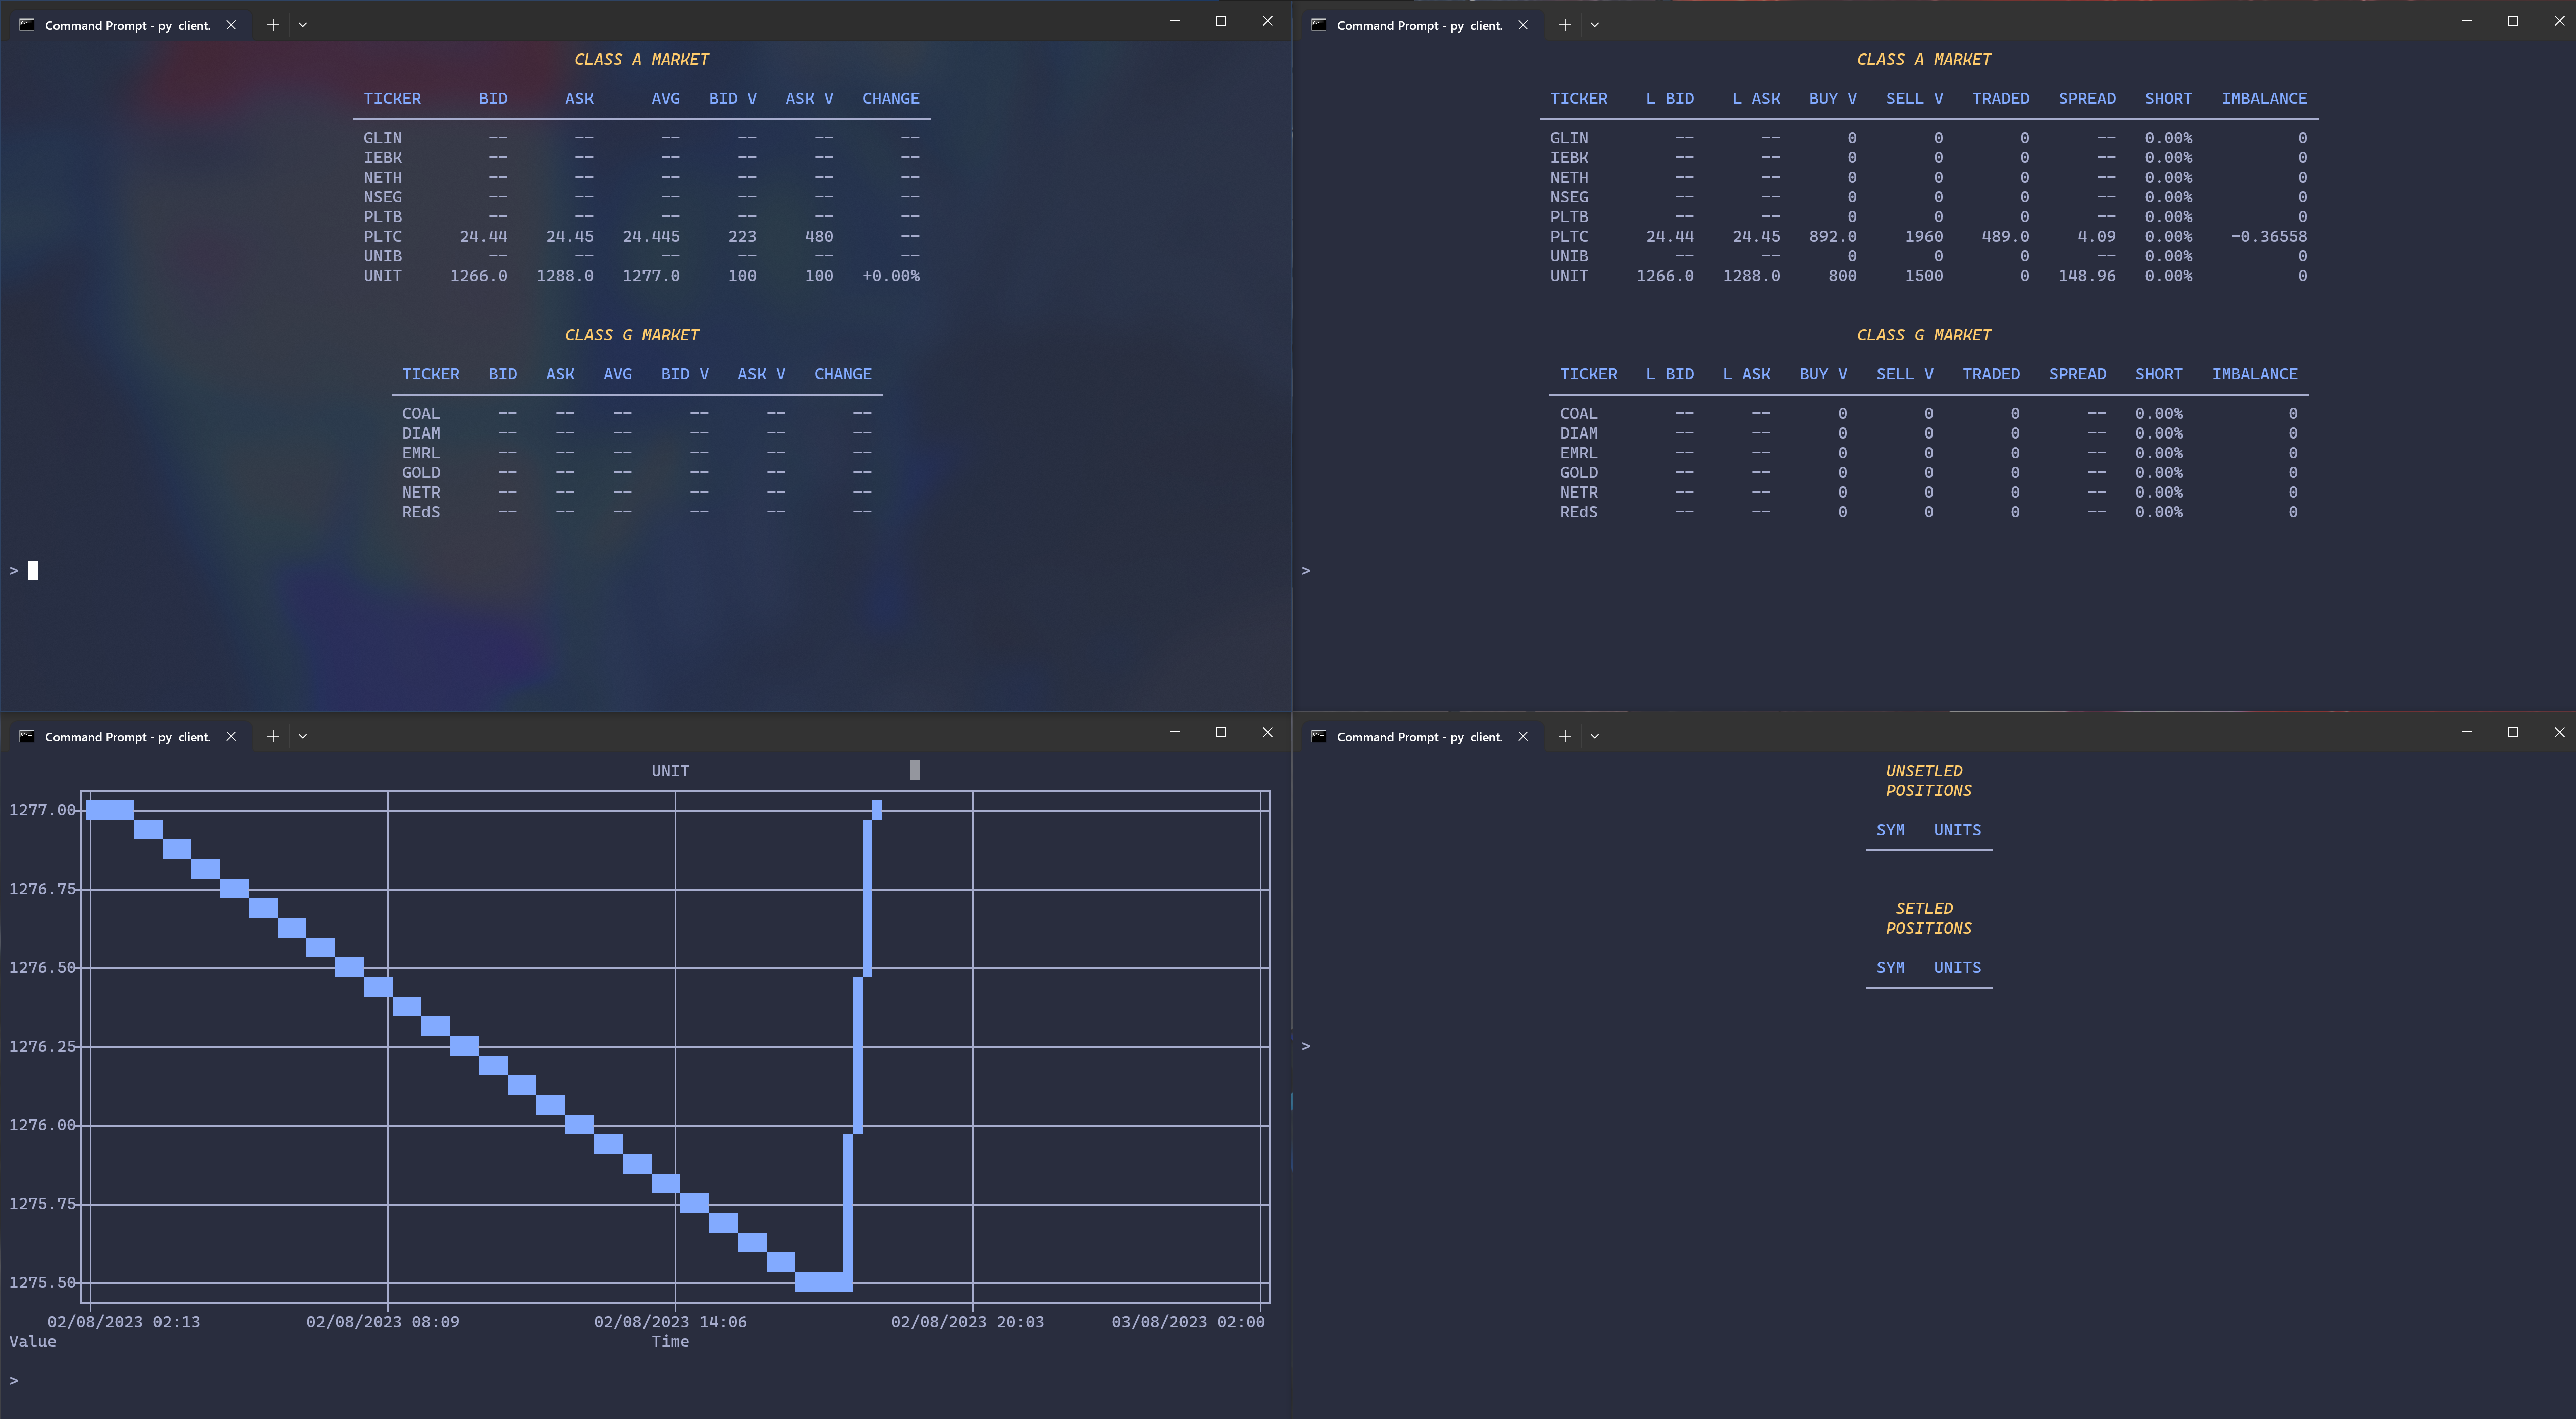 Command Prompt - py  client.
CLASS A MARKET
TICKER BID ASK AVG BID V ASK V CHANGE
GLIN -- -- -- -- -- --
IEBK -- -- -- -- -- --
NETH -- -- -- -- -- --
NSEG -- -- -- -- -- --
PLTB -- -- -- -- -- --
PLTC 24.44 24.45 24.445 223 480 --
UNIB -- -- -- -- -- --
UNIT 1266.0 1288.0 1277.0 100 100 +0.00%
CLASS G MARKET
TICKER BID ASK AVG BID V ASK V CHANGE
COAL -- -- -- -- -- --
DIAM -- -- -- -- -- --
EMRL -- -- -- -- -- --
GOLD -- -- -- -- -- --
NETR -- -- -- -- -- --
REdS -- -- -- -- -- --
>
Command Prompt - py  client.
CLASS A MARKET
TICKER L BID L ASK BUY V SELL V TRADED SPREAD SHORT IMBALANCE
GLIN -- -- 0 0 0 -- 0.00% 0
IEBK -- -- 0 0 0 -- 0.00% 0
NETH -- -- 0 0 0 -- 0.00% 0
NSEG -- -- 0 0 0 -- 0.00% 0
PLTB -- -- 0 0 0 -- 0.00% 0
PLTC 24.44 24.45 892.0 1960 489.0 4.09 0.00% -0.36558
UNIB -- -- 0 0 0 -- 0.00% 0
UNIT 1266.0 1288.0 800 1500 0 148.96 0.00% 0
CLASS G MARKET
TICKER L BID L ASK BUY V SELL V TRADED SPREAD SHORT IMBALANCE
COAL -- -- 0 0 0 -- 0.00% 0
DIAM -- -- 0 0 0 -- 0.00% 0
EMRL -- -- 0 0 0 -- 0.00% 0
GOLD -- -- 0 0 0 -- 0.00% 0
NETR -- -- 0 0 0 -- 0.00% 0
REdS -- -- 0 0 0 -- 0.00% 0
>
Command Prompt - py  client.
UNIT
1277.00
1276.75
1276.50
1276.25
1276.00
1275.75
1275.50
02/08/2023 02:13 02/08/2023 08:09 02/08/2023 14:06 02/08/2023 20:03 03/08/2023 02:00
Value Time
>
Command Prompt - py  client.
UNSETLED
POSITIONS
SYM UNITS
SETLED
POSITIONS
SYM UNITS
>